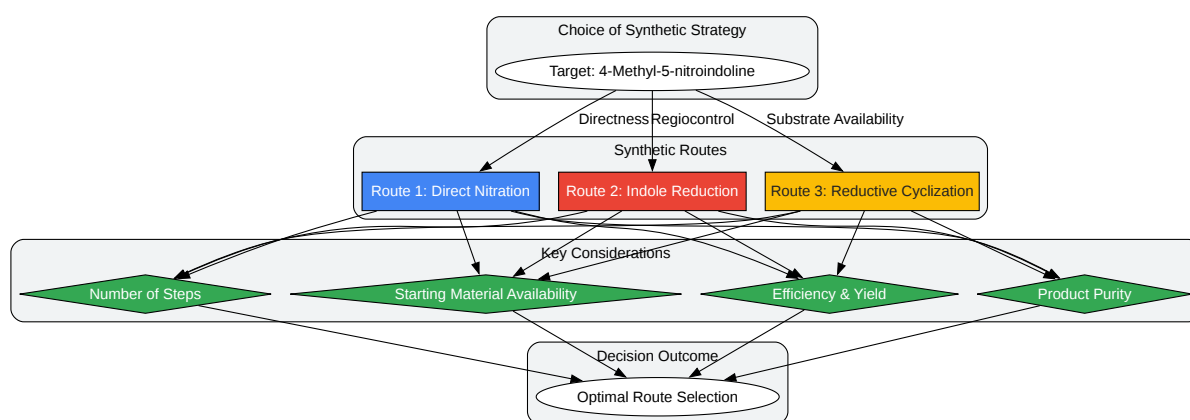 Choice of Synthetic Strategy
Target: 4-Methyl-5-nitroindoline
Directness
Regiocontrol
Substrate Availability
Synthetic Routes
Route 1: Direct Nitration
Route 2: Indole Reduction
Route 3: Reductive Cyclization
Key Considerations
Number of Steps
Starting Material Availability
Efficiency & Yield
Product Purity
Decision Outcome
Optimal Route Selection